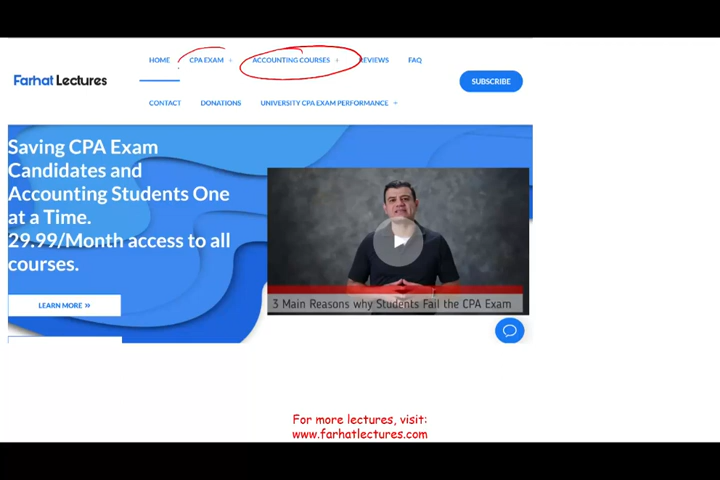 HOME CPA EXAM + ACCOUNTING COURSES + REVIEWS FAQ
Farhat Lectures
SUBSCRIBE
CONTACT DONATIONS UNIVERSITY CPA EXAM PERFORMANCE +
Saving CPA Exam
Candidates and
Accounting Students One
at a Time.
29.99/Month access to all
courses.
LEARN MORE »
3 Main Reasons why Students Fail the CPA Exam
For more lectures, visit:
www.farhatlectures.com